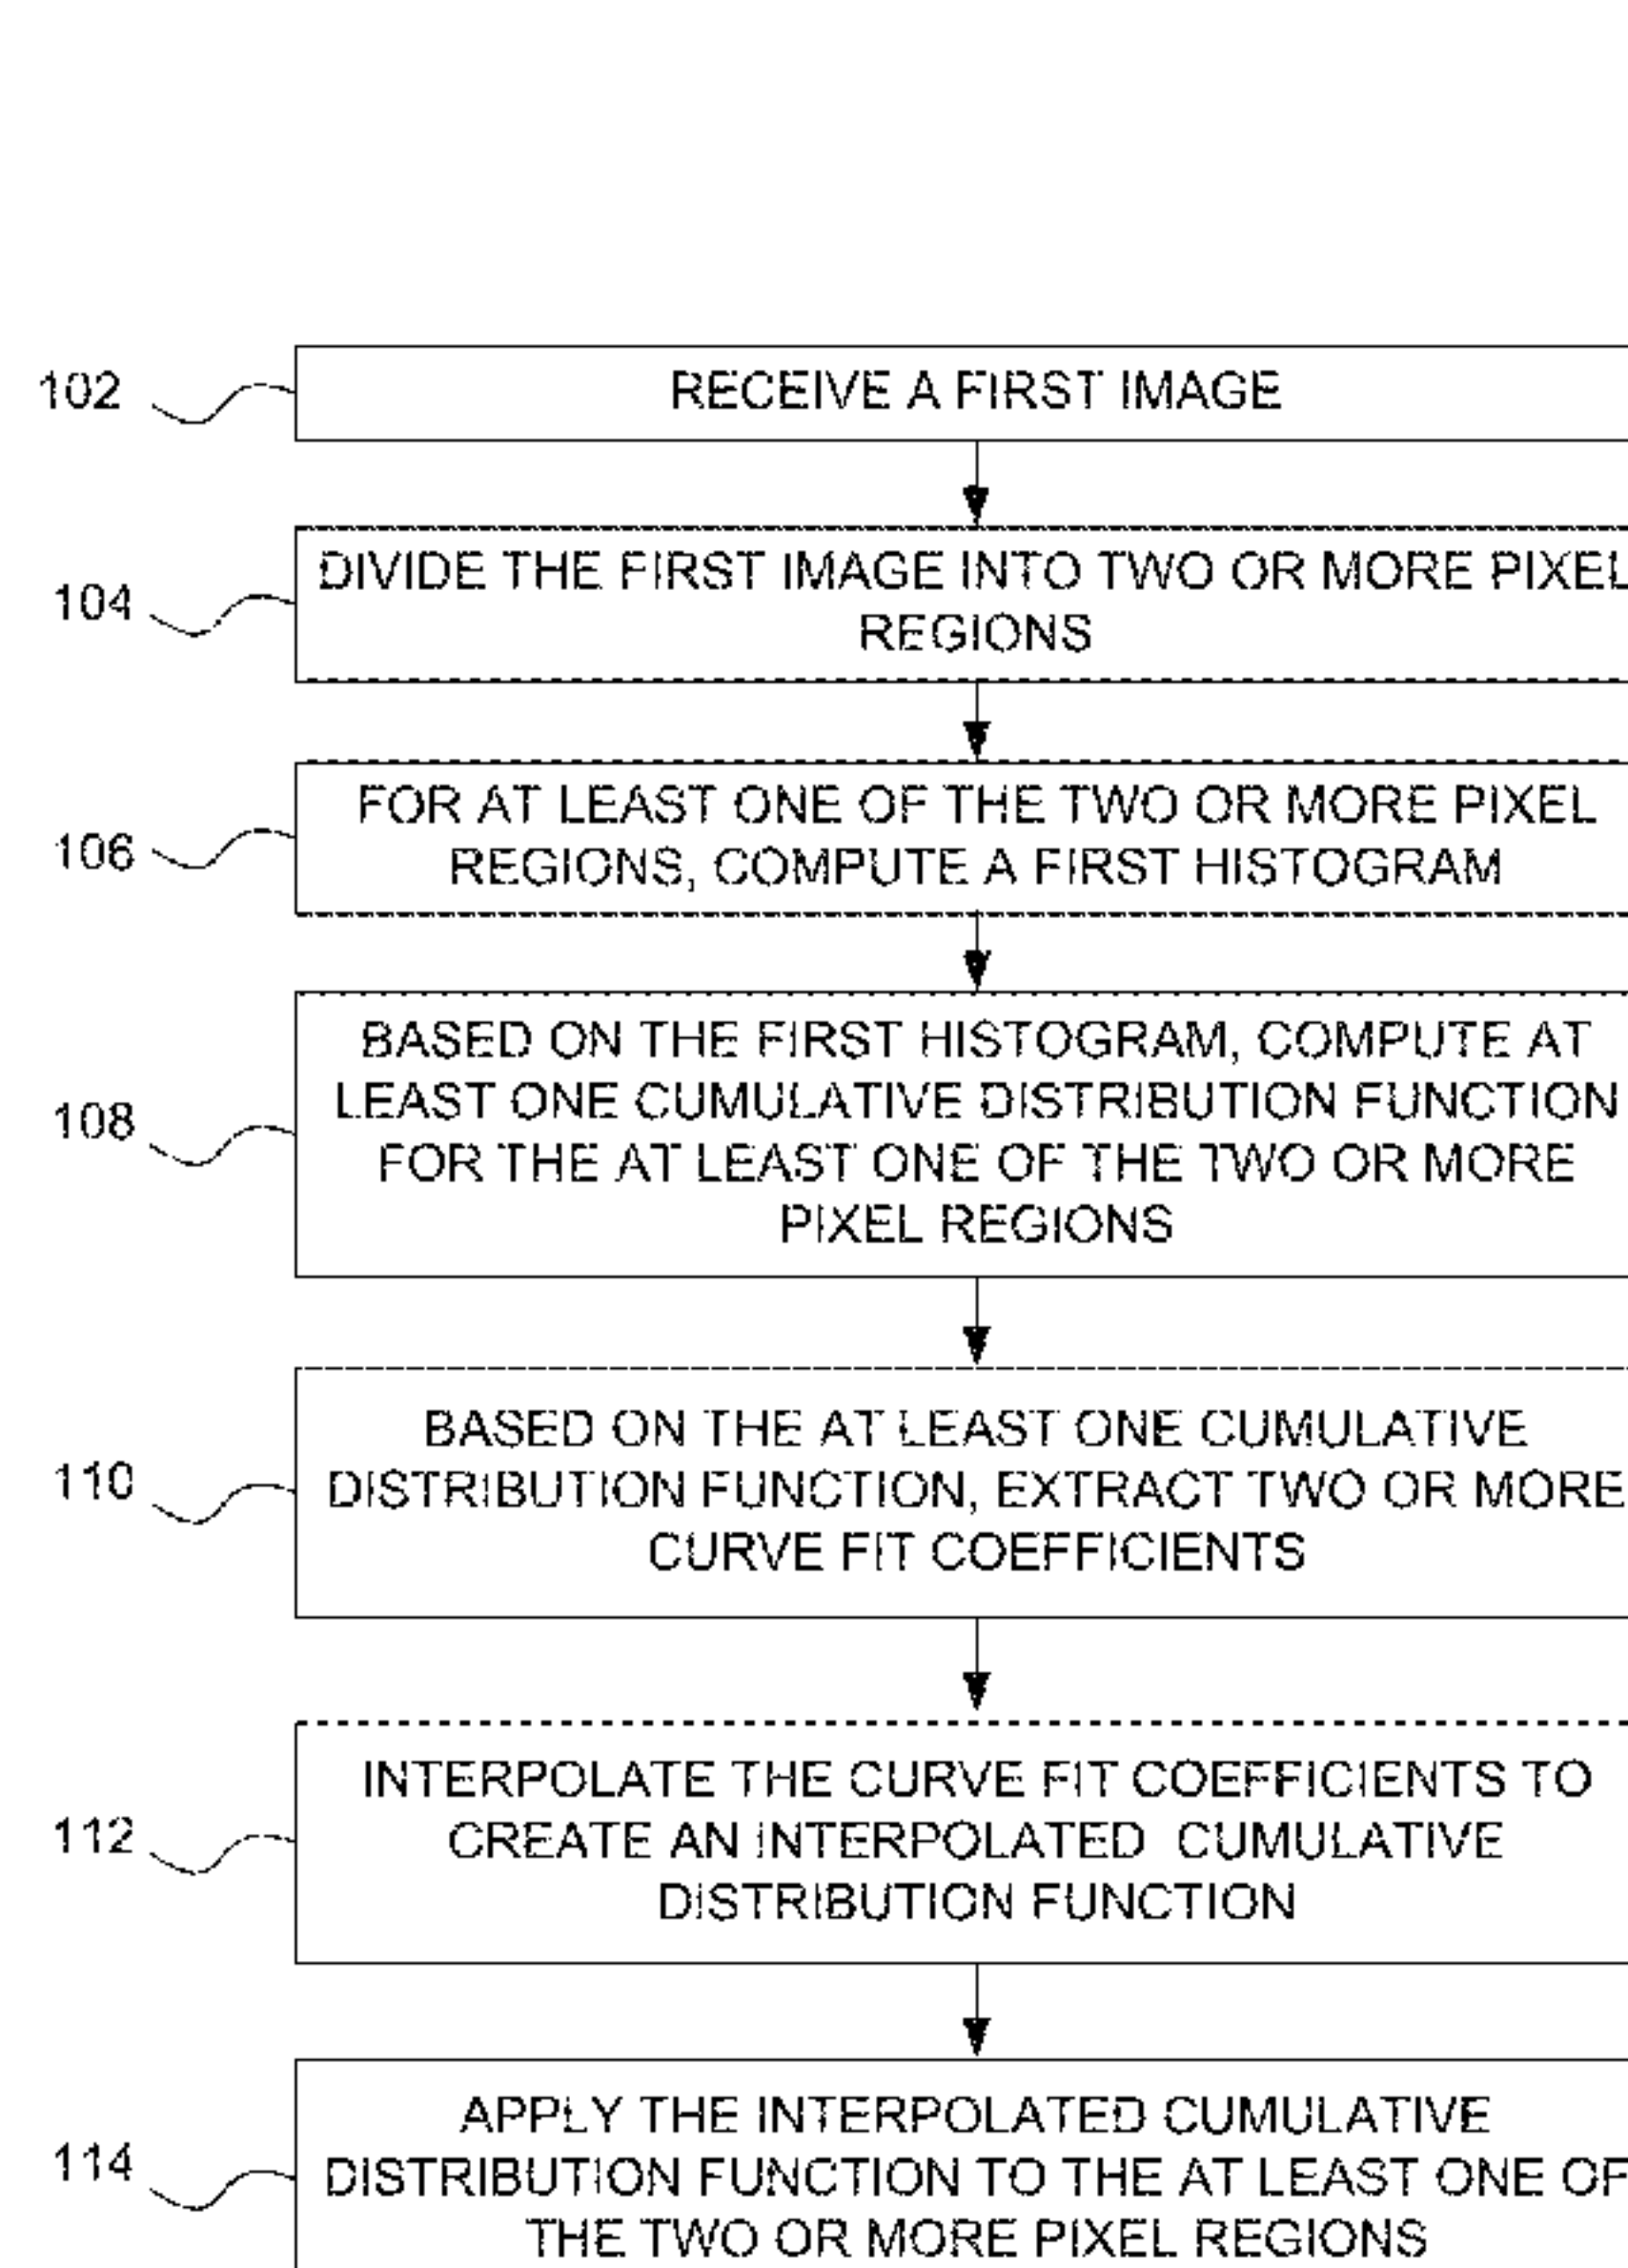 102
RECEIVE A FIRST IMAGE
104
DIVIDE THE FIRST IMAGE INTO TWO OR MORE PIXEL
REGIONS
106
FOR AT LEAST ONE OF THE TWO OR MORE PIXEL
REGIONS, COMPUTE A FIRST HISTOGRAM
108
BASED ON THE FIRST HISTOGRAM, COMPUTE AT
LEAST ONE CUMULATIVE DISTRIBUTION FUNCTION
FOR THE AT LEAST ONE OF THE TWO OR MORE
PIXEL REGIONS
110
BASED ON THE AT LEAST ONE CUMULATIVE
DISTRIBUTION FUNCTION, EXTRACT TWO OR MORE
CURVE FIT COEFFICIENTS
112
INTERPOLATE THE CURVE FIT COEFFICIENTS TO
CREATE AN INTERPOLATED CUMULATIVE
DISTRIBUTION FUNCTION
114
APPLY THE INTERPOLATED CUMULATIVE
DISTRIBUTION FUNCTION TO THE AT LEAST ONE OF
THE TWO OR MORE PIXEL REGIONS